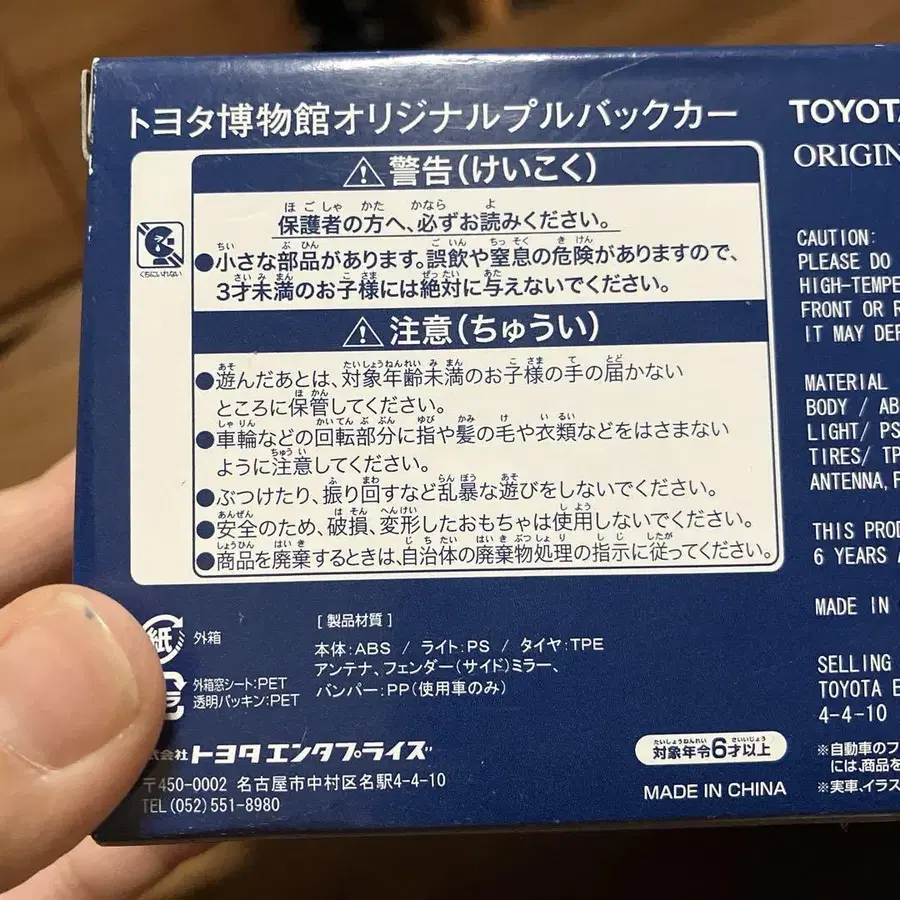 トヨタ博物館オリジナルプルバックカー
警告(けいこく)
保護者の方へ、必ずお読みください。
くちにいれない
●小さな部品があります。誤飲や窒息の危険がありますので、
3才未満のお子様には絶対に与えないでください。
注意(ちゅうい)
●遊んだあとは、対象年齢未満のお子様の手の届かない
ところに保管してください。
●車輪などの回転部分に指や髪の毛や衣類などをはさまない
ように注意してください。
●ぶつけたり、振り回すなど乱暴な遊びをしないでください。
●安全のため、破損、変形したおもちゃは使用しないでください。
●商品を廃棄するときは、自治体の廃棄物処理の指示に従ってください。
紙 外箱
外箱窓シート:PET
透明パッキン:PET
[製品材質]
本体:ABS / ライト:PS / タイヤ:TPE
アンテナ、フェンダー(サイド)ミラー、
バンパー:PP(使用車のみ)
会社トヨタエンタプライズ
〒450-0002 名古屋市中村区名駅4-4-10
TEL(052)551-8980
対象年令6才以上
MADE IN CHINA
TOYOTA
ORIGIN
CAUTION:
PLEASE DO
HIGH-TEMPE
FRONT OR R
IT MAY DEF
MATERIAL
BODY / AB
LIGHT/ PS
TIRES/ TP
ANTENNA, F
THIS PROD
6 YEARS A
MADE IN
SELLING
TOYOTA E
4-4-10
※自動車のフ
には、商品を
※実車、イラス